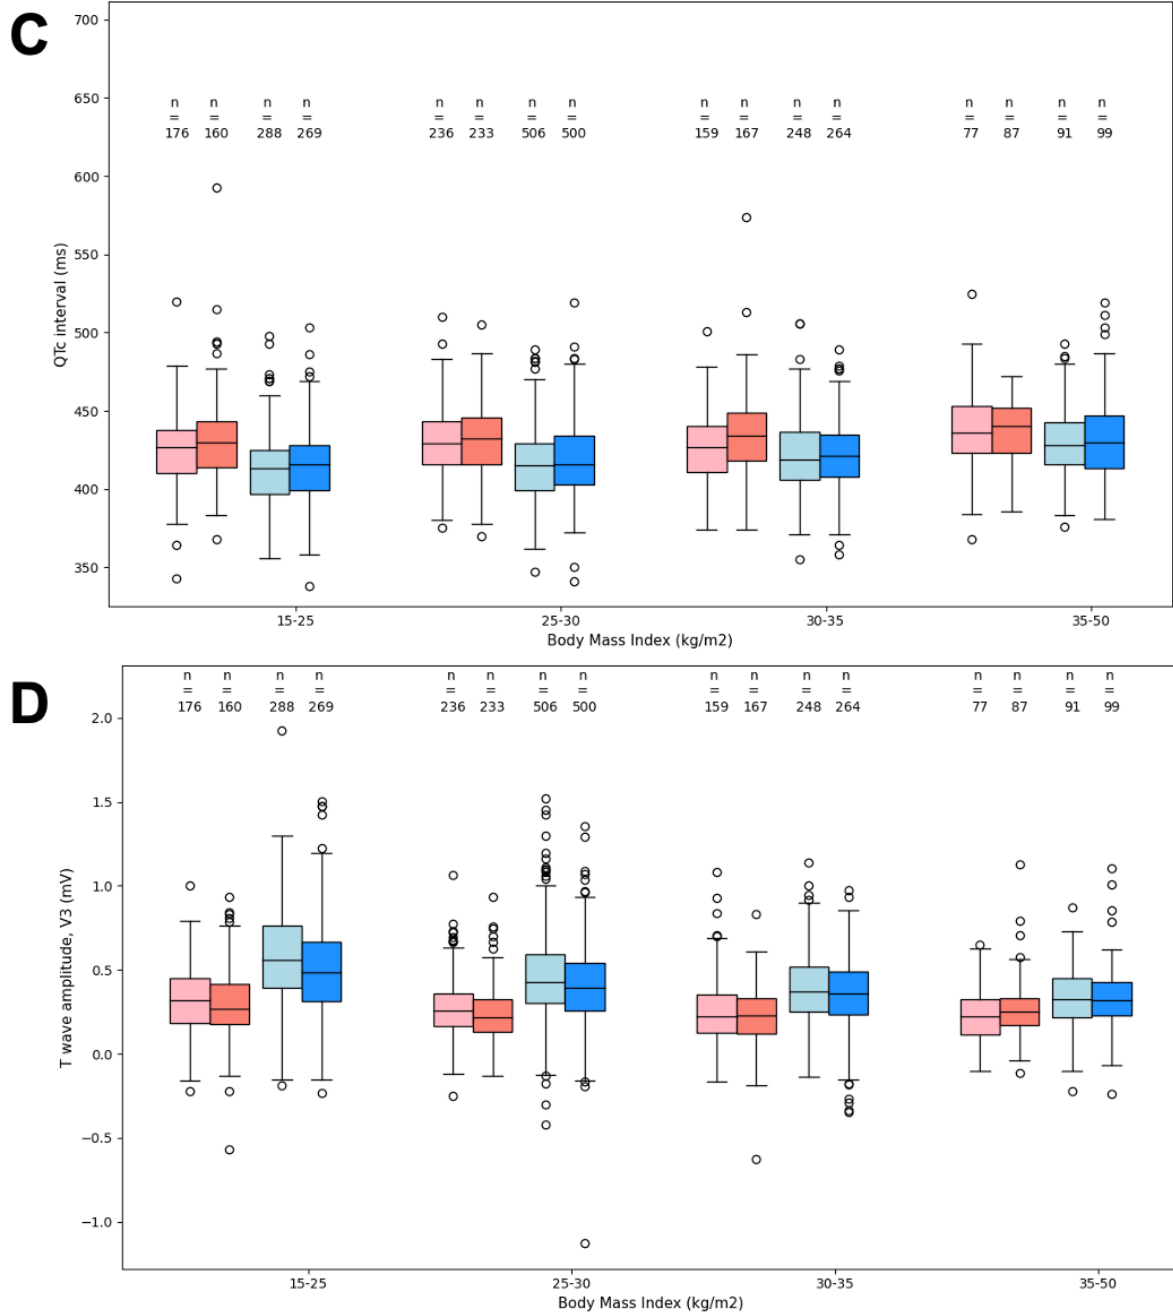 C
700
650
600
550
500
450
400
350
QTc interval (ms)
n n n n n n n n n n n n n n n n
= = = = = = = = = = = = = = = =
176 160 288 269 236 233 506 500 159 167 248 264 77 87 91 99
15-25 25-30 30-35 35-50
Body Mass Index (kg/m2)
D
n n n n n n n n n n n n n n n n
= = = = = = = = = = = = = = = =
176 160 288 269 236 233 506 500 159 167 248 264 77 87 91 99
2.0
1.5
1.0
0.5
0.0
−0.5
−1.0
T wave amplitude, V3 (mV)
15-25 25-30 30-35 35-50
Body Mass Index (kg/m2)